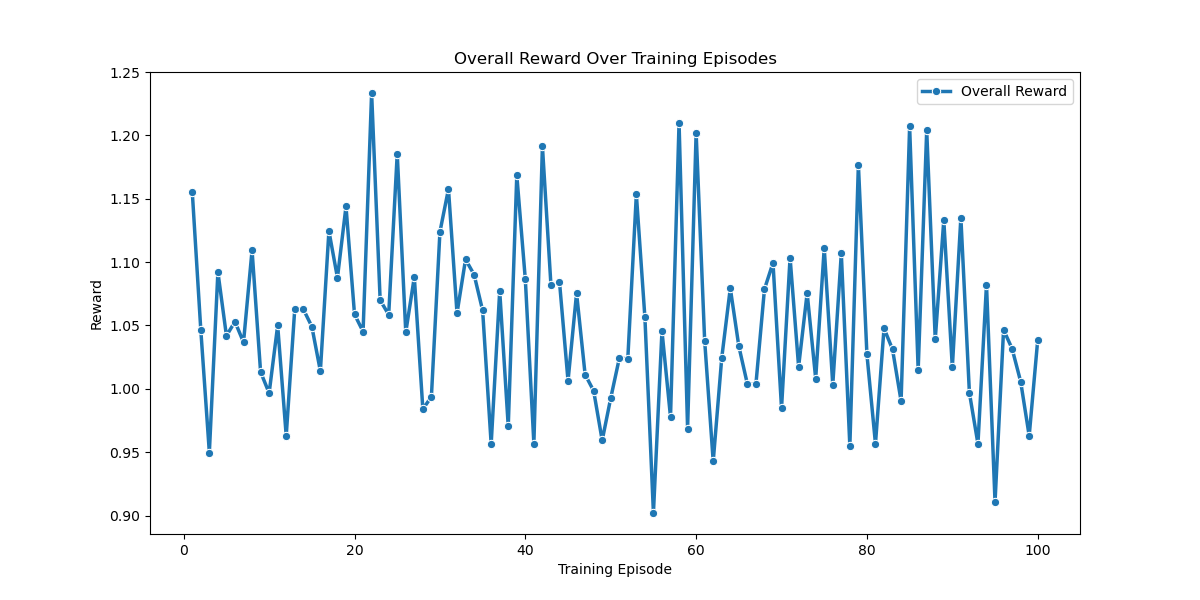 Overall Reward Over Training Episodes
Overall Reward
Reward
1.25
1.20
1.15
1.10
1.05
1.00
0.95
0.90
0 20 40 60 80 100
Training Episode